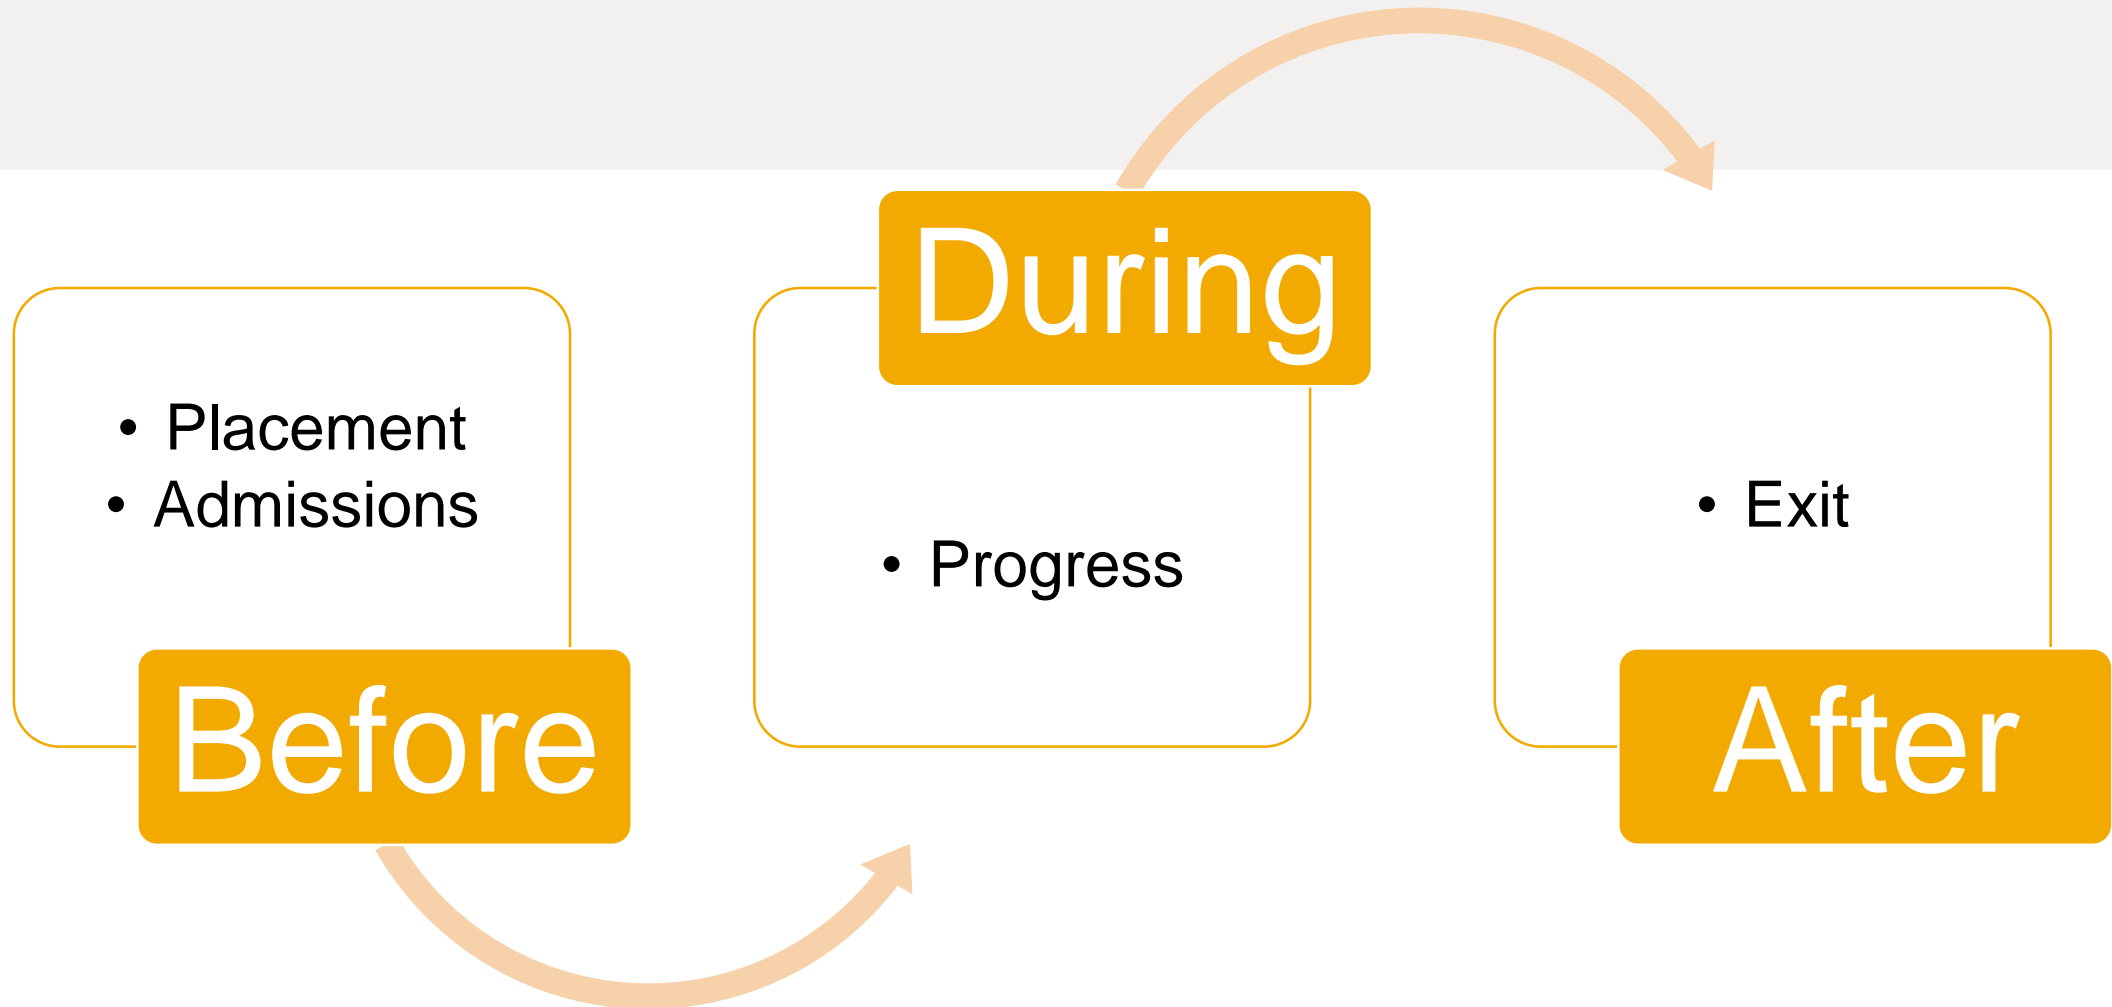 • Placement
• Admissions
Before
During
• Progress
• Exit
After